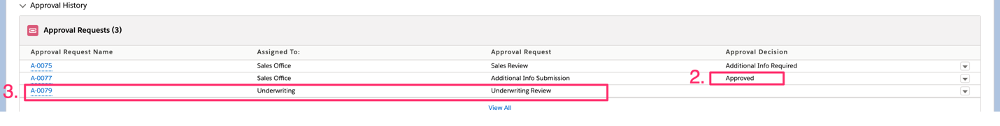 Approval History
Approval Requests (3)
Approval Request Name Assigned To: Approval Request Approval Decision
A-0075 Sales Office Sales Review Additional Info Required
A-0077 Sales Office Additional Info Submission 2. Approved
3. A-0079 Underwriting Underwriting Review
View All